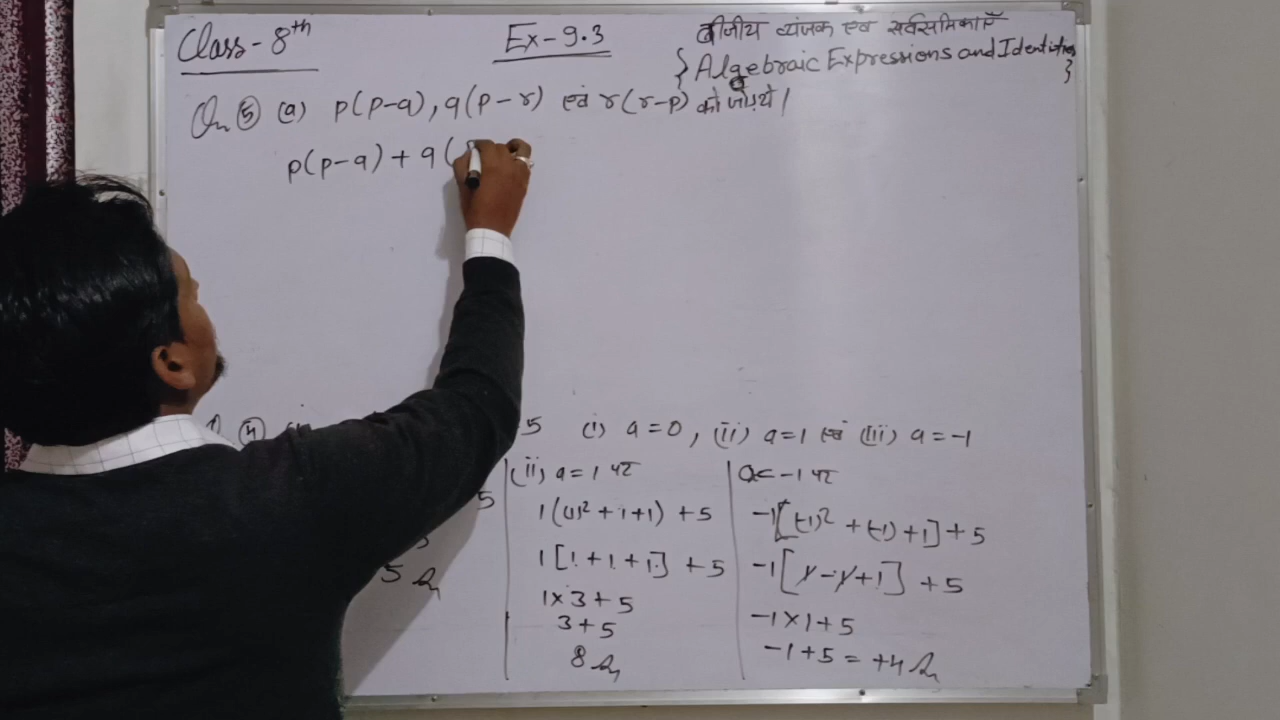 Class-8th
Ex-9.3
बीजीय व्यंजक एवं सर्वसमिकाएँ
{Algebraic Expressions and Identities}
Qn (5) (a) p(p-q), q(p-r) एवं r(r-p) को जोड़िये।
p(p-q) + q(
(4) 5 (i) a=0, (ii) a=1 एवं (iii) a=-1
5
5
(ii) a=1 पर
1(1)² + 1+1) +5
1[1+1+1] +5
1×3+5
3+5
8
a=-1 पर
-1[(-1)² + (-1) +1] +5
-1[1-1+1] +5
-1×1+5
-1+5 = +4